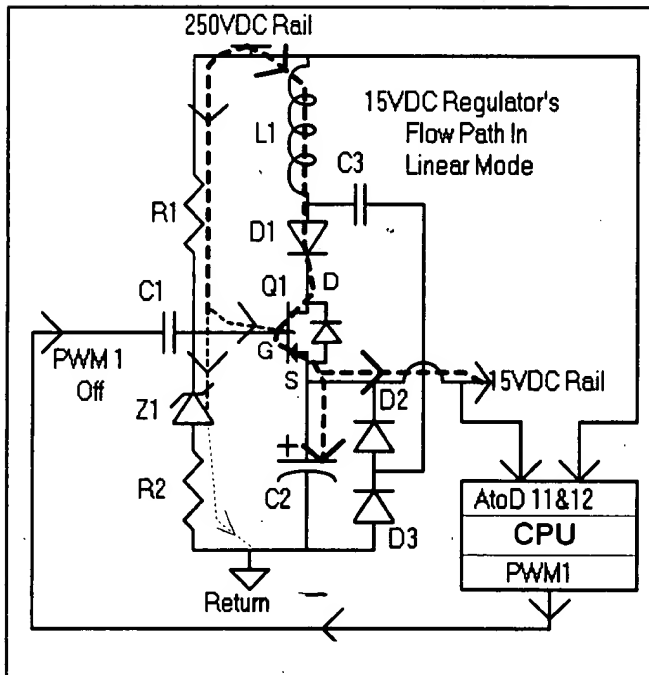 250VDC Rail
15VDC Regulator's
Flow Path In
Linear Mode
L1
C3
R1
D1
Q1
D
C1
G
PWM 1
Off
S
15VDC Rail
D2
Z1
+
C2
R2
D3
AtoD 11&12
CPU
PWM1
Return